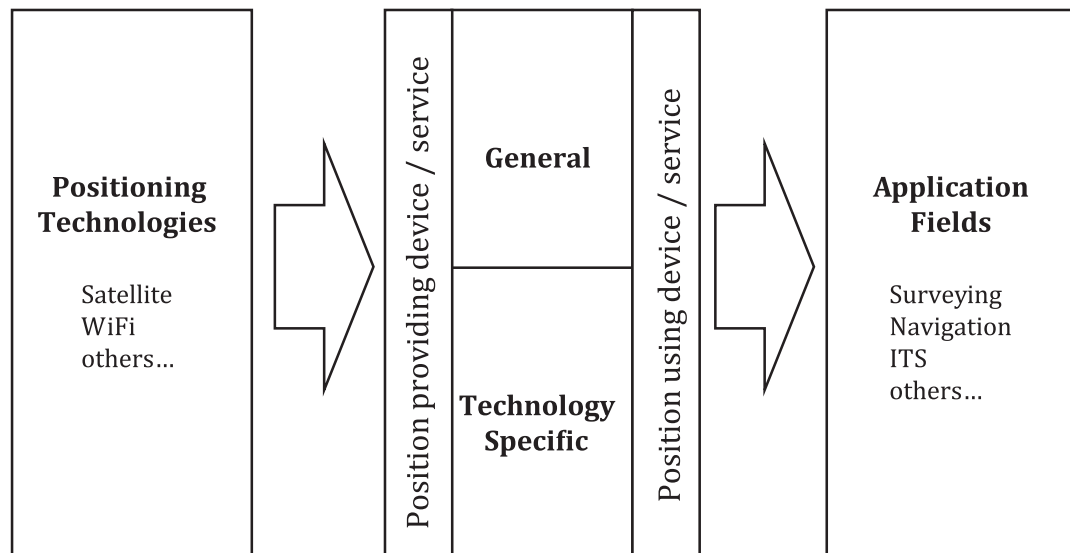 Positioning
Technologies
Satellite
WiFi
others…
Position providing device / service
General
Technology
Specific
Position using device / service
Application
Fields
Surveying
Navigation
ITS
others…